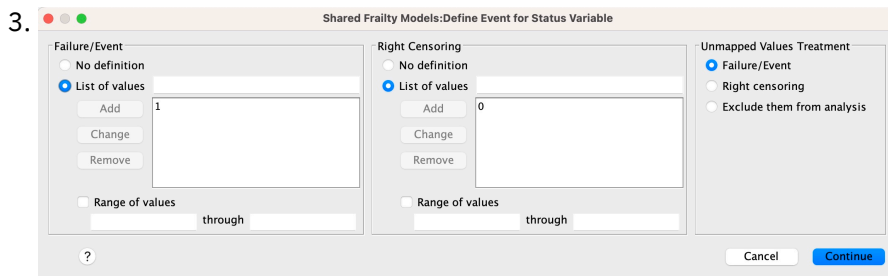 3.
Shared Frailty Models:Define Event for Status Variable
Failure/Event
No definition
List of values
Add
1
Change
Remove
Range of values
through
Right Censoring
No definition
List of values
Add
0
Change
Remove
Range of values
through
Unmapped Values Treatment
Failure/Event
Right censoring
Exclude them from analysis
?
Cancel
Continue